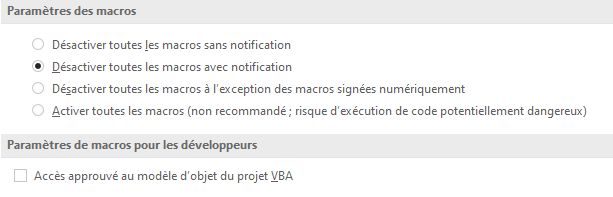 Paramètres des macros
Désactiver toutes les macros sans notification
Désactiver toutes les macros avec notification
Désactiver toutes les macros à l'exception des macros signées numériquement
Activer toutes les macros (non recommandé ; risque d'exécution de code potentiellement dangereux)
Paramètres de macros pour les développeurs
Accès approuvé au modèle d'objet du projet VBA